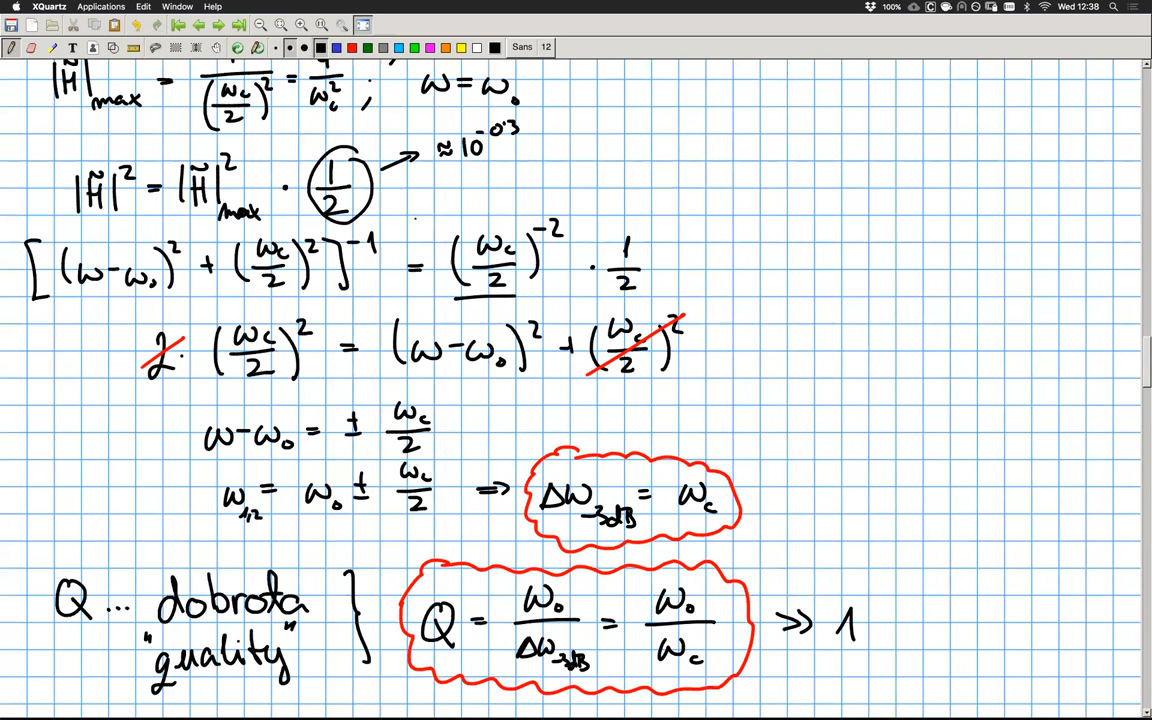 XQuartz Applications Edit Window Help 100% Wed 12:38
T Sans 12
|H̃|max = 1/(ωc/2)² = 4/ωc² ; ω = ω₀
≈ 10^-0.3
|H̃|² = |H̃|²max · 1/2
[(ω-ω₀)² + (ωc/2)²]^-1 = (ωc/2)^-2 · 1/2
2 · (ωc/2)² = (ω-ω₀)² + (ωc/2)²
ω-ω₀ = ± ωc/2
ω1,2 = ω₀ ± ωc/2 ⇒ Δω-3dB = ωc
Q ... dobrota
"quality" } Q = ω₀/Δω-3dB = ω₀/ωc >> 1